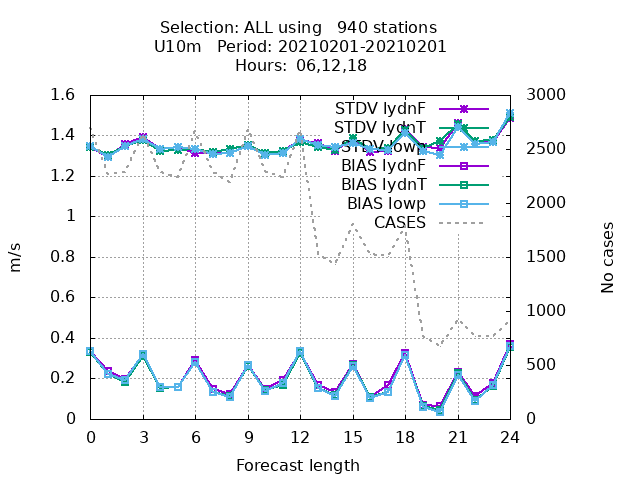 Selection: ALL using   940 stations
U10m   Period: 20210201-20210201
Hours: 06,12,18
1.6
1.4
1.2
1
0.8
0.6
0.4
0.2
0
m/s
STDV lydnF
STDV lydnT
STDV lowp
BIAS lydnF
BIAS lydnT
BIAS lowp
CASES
3000
2500
2000
1500
1000
500
0
No cases
0 3 6 9 12 15 18 21 24
Forecast length